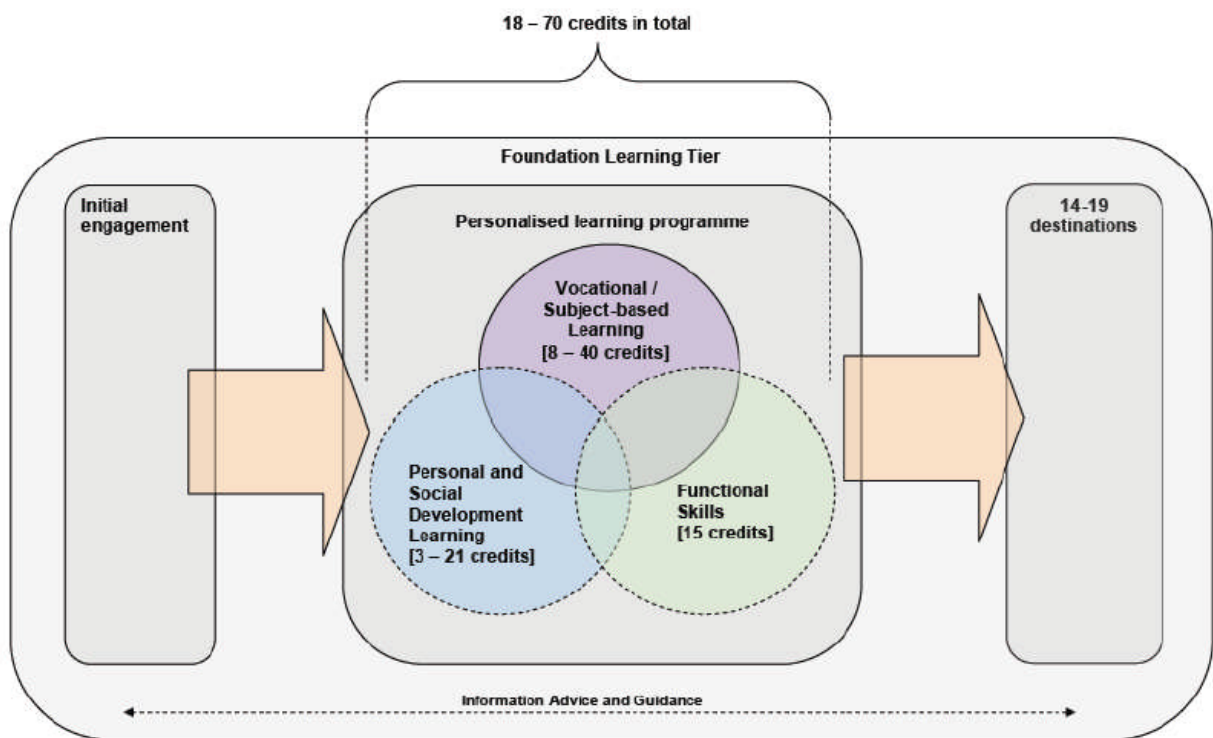 18 – 70 credits in total
Foundation Learning Tier
Initial
engagement
Personalised learning programme
14-19
destinations
Vocational /
Subject-based
Learning
[8 – 40 credits]
Personal and
Social
Development
Learning
[3 – 21 credits]
Functional
Skills
[15 credits]
Information Advice and Guidance